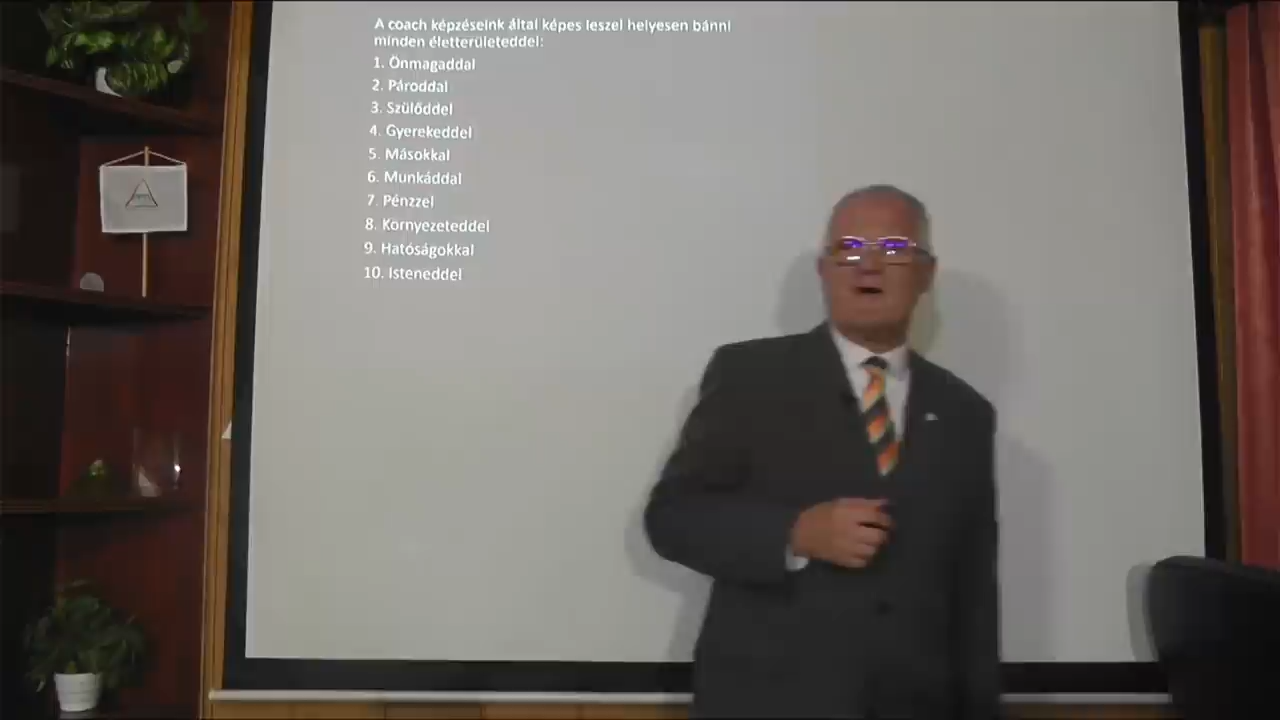 A coach képzéseink által képes leszel helyesen bánni
minden életterületeddel:
1. Önmagaddal
2. Pároddal
3. Szülőddel
4. Gyerekeddel
5. Másokkal
6. Munkáddal
7. Pénzzel
8. Környezeteddel
9. Hatóságokkal
10. Isteneddel